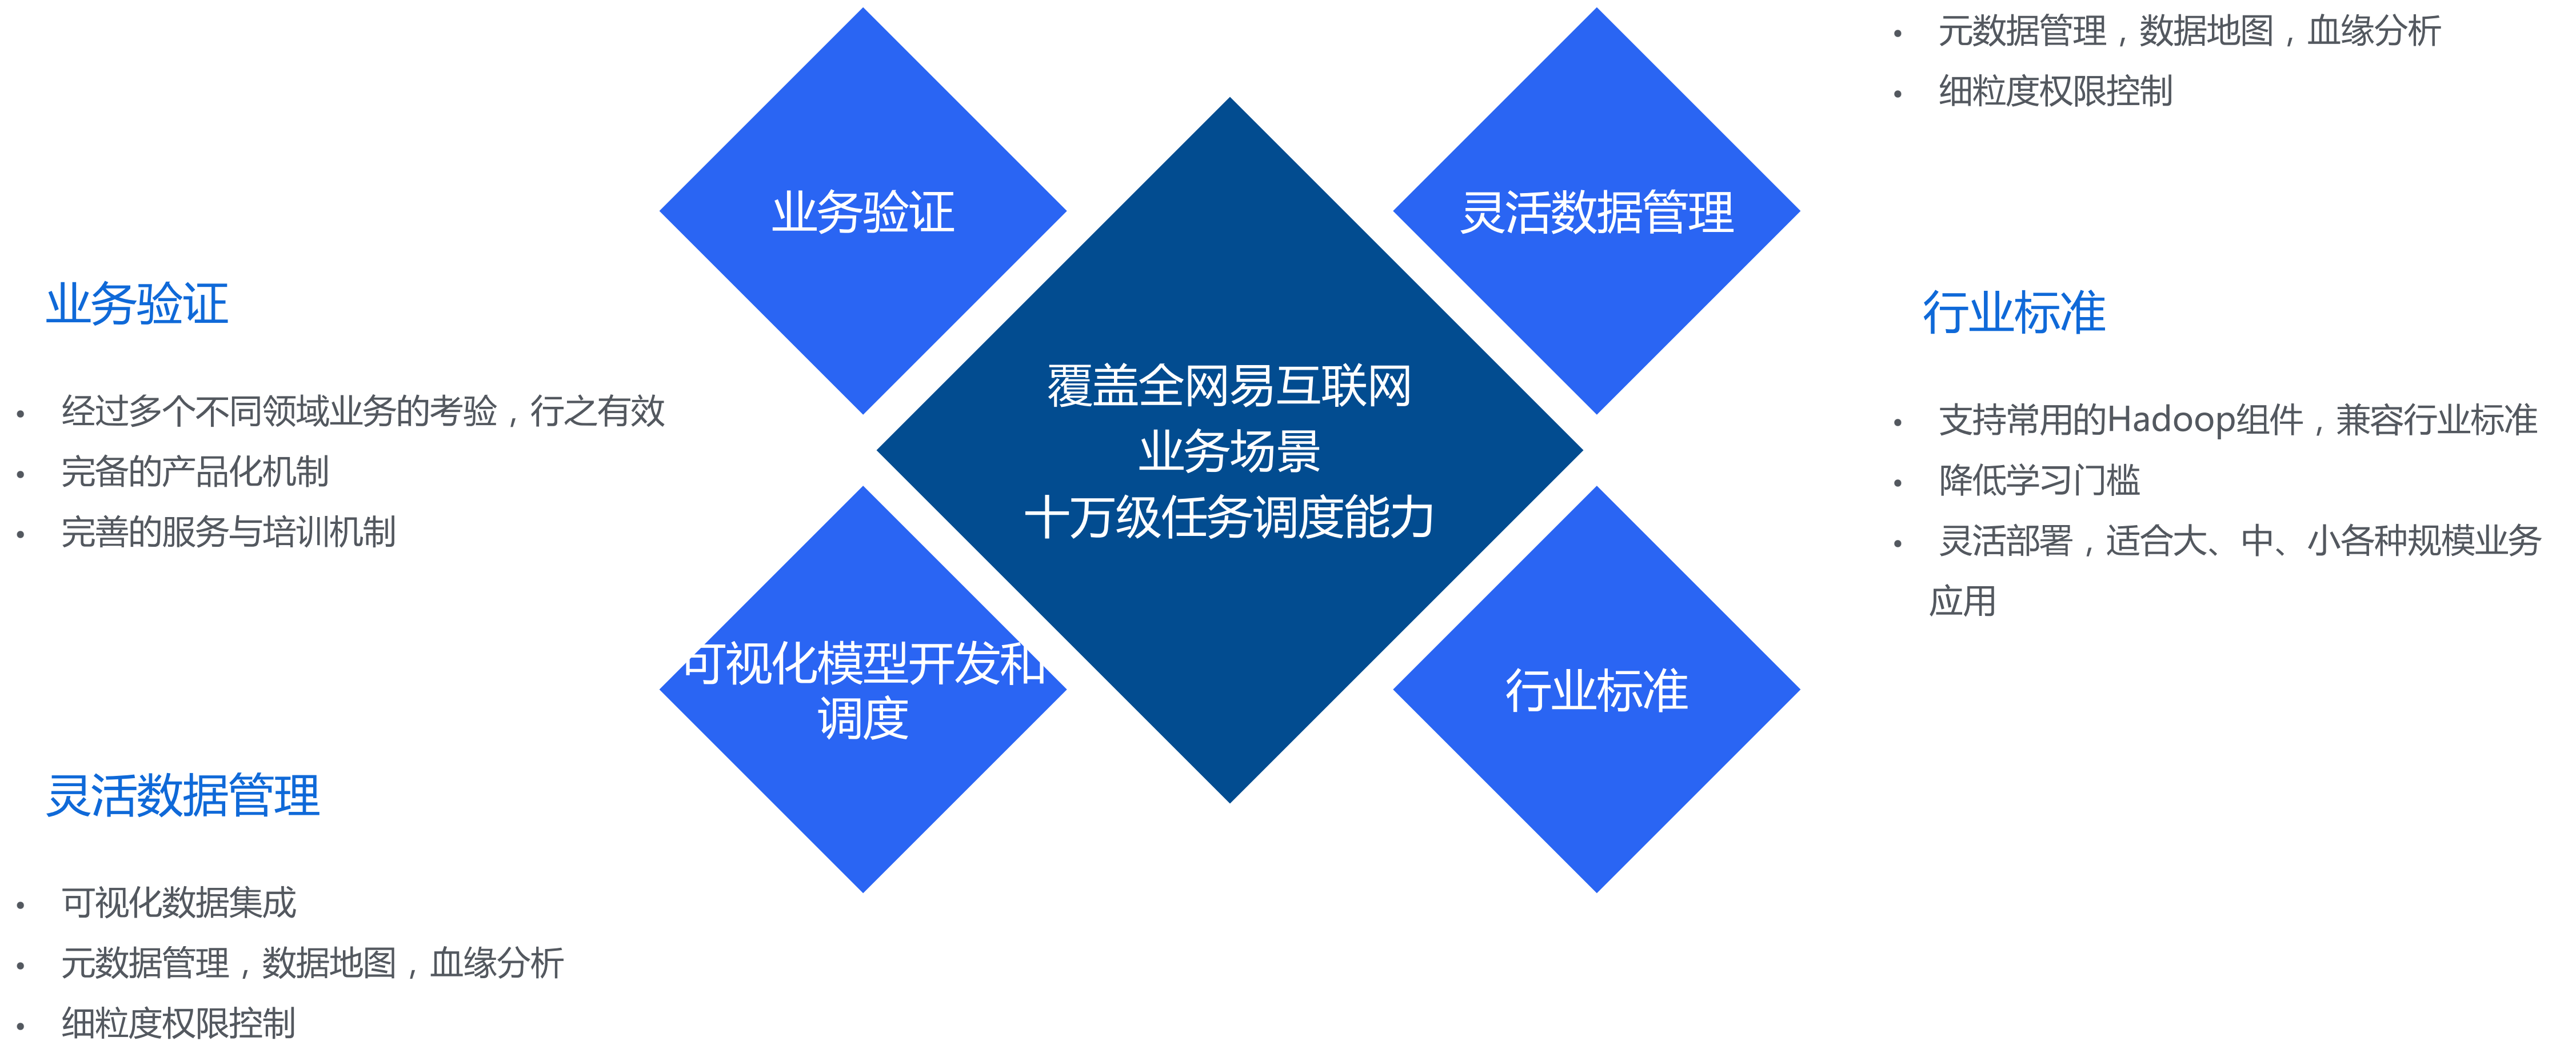 业务验证
经过多个不同领域业务的考验，行之有效
完备的产品化机制
完善的服务与培训机制
灵活数据管理
可视化数据集成
元数据管理，数据地图，血缘分析
细粒度权限控制
业务验证
灵活数据管理
覆盖全网易互联网
业务场景
十万级任务调度能力
可视化模型开发和
调度
行业标准
元数据管理，数据地图，血缘分析
细粒度权限控制
行业标准
支持常用的Hadoop组件，兼容行业标准
降低学习门槛
灵活部署，适合大、中、小各种规模业务
应用